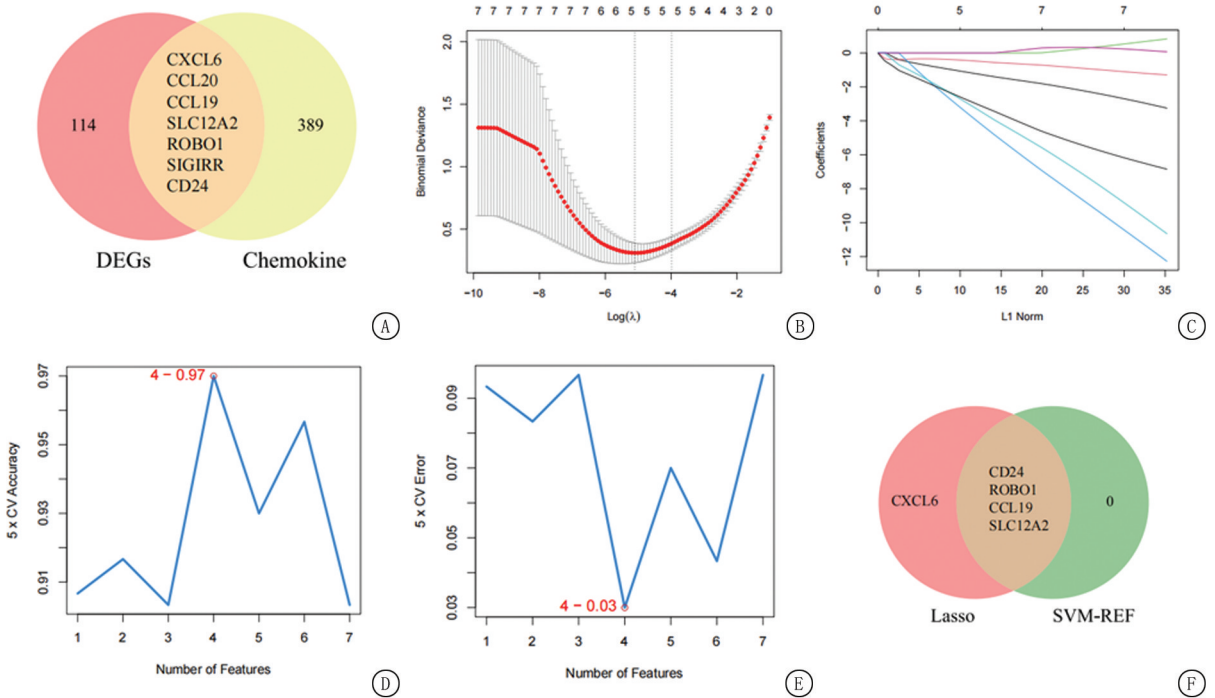 CXCL6
CCL20
CCL19
SLC12A2
ROBO1
SIGIRR
CD24
114
389
DEGs
Chemokine
A
7 7 7 7 7 7 7 7 7 7 6 5 5 5 4 4 4 4 5 4 2 0
Binomial Deviance
2.0
1.5
1.0
0.5
−10
−8
−6
−4
−2
Log(λ)
B
0
5
7
7
Coefficients
0
−2
−4
−6
−8
−10
−12
0
5
10
15
20
25
30
35
L1 Norm
C
5 x CV Accuracy
0.97
0.95
0.93
0.91
4 − 0.97
1
2
3
4
5
6
7
Number of Features
D
5 x CV Error
0.09
0.07
0.05
0.03
4 − 0.03
1
2
3
4
5
6
7
Number of Features
E
CXCL6
CD24
ROBO1
CCL19
SLC12A2
0
Lasso
SVM-REF
F